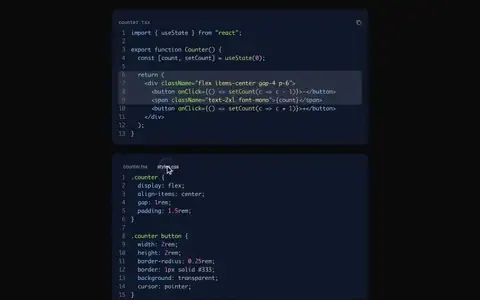 counter.tsx
1 import { useState } from "react";
2
3 export function Counter() {
4 const [count, setCount] = useState(0);
5
6 return (
7 <div className="flex items-center gap-4 p-6">
8 <button onClick={() => setCount(c => c - 1)}>-</button>
9 <span className="text-2xl font-mono">{count}</span>
10 <button onClick={() => setCount(c => c + 1)}>+</button>
11 </div>
12 );
13 }
counter.tsx styles.css
1 .counter {
2 display: flex;
3 align-items: center;
4 gap: 1rem;
5 padding: 1.5rem;
6 }
7
8 .counter button {
9 width: 2rem;
10 height: 2rem;
11 border-radius: 0.25rem;
12 border: 1px solid #333;
13 background: transparent;
14 cursor: pointer;
15 }